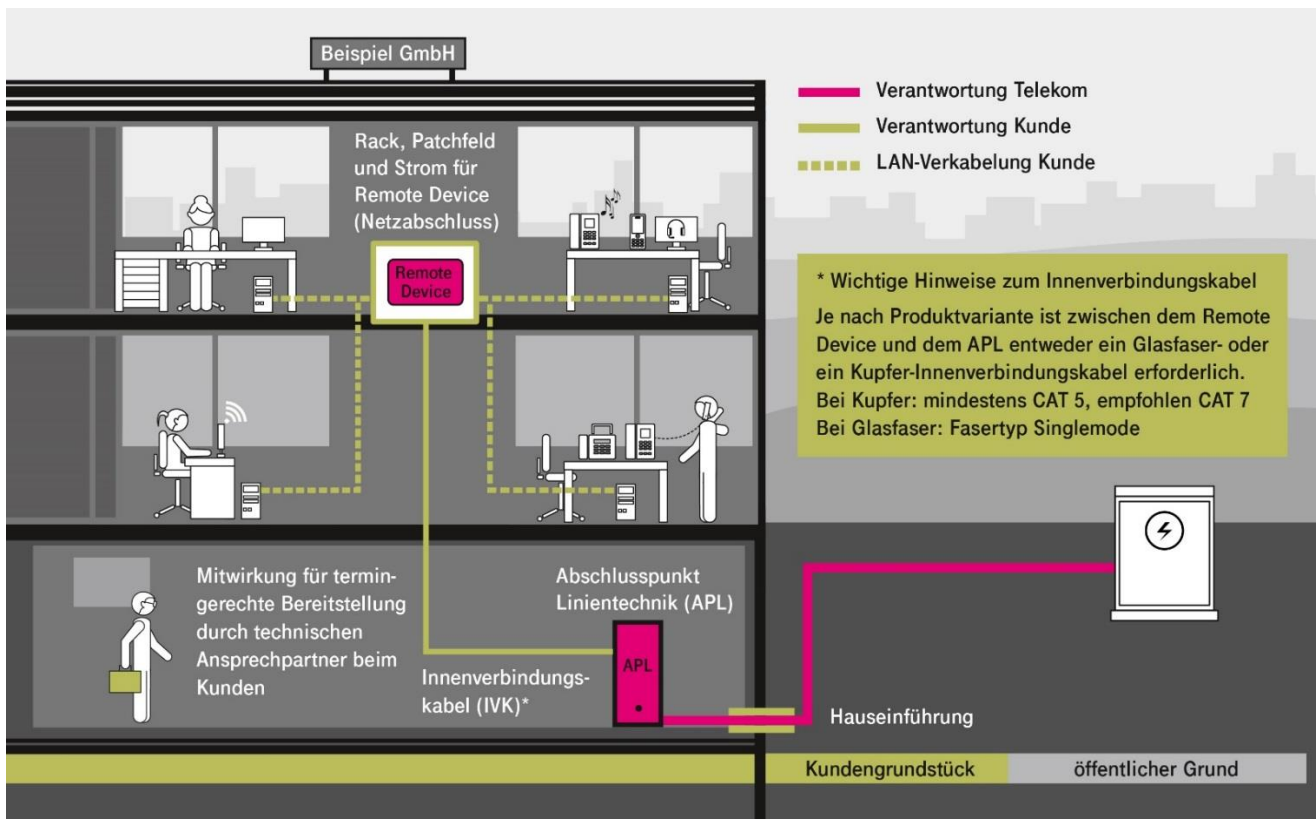 Beispiel GmbH
Verantwortung Telekom
Verantwortung Kunde
LAN-Verkabelung Kunde
Rack, Patchfeld
und Strom für
Remote Device
(Netzabschluss)
Remote
Device
* Wichtige Hinweise zum Innenverbindungskabel
Je nach Produktvariante ist zwischen dem Remote
Device und dem APL entweder ein Glasfaser- oder
ein Kupfer-Innenverbindungskabel erforderlich.
Bei Kupfer: mindestens CAT 5, empfohlen CAT 7
Bei Glasfaser: Fasertyp Singlemode
Mitwirkung für termin-
gerechte Bereitstellung
durch technischen
Ansprechpartner beim
Kunden
Abschlusspunkt
Linientechnik (APL)
APL
Innenverbindungs-
kabel (IVK)*
Hauseinführung
Kundengrundstück
öffentlicher Grund